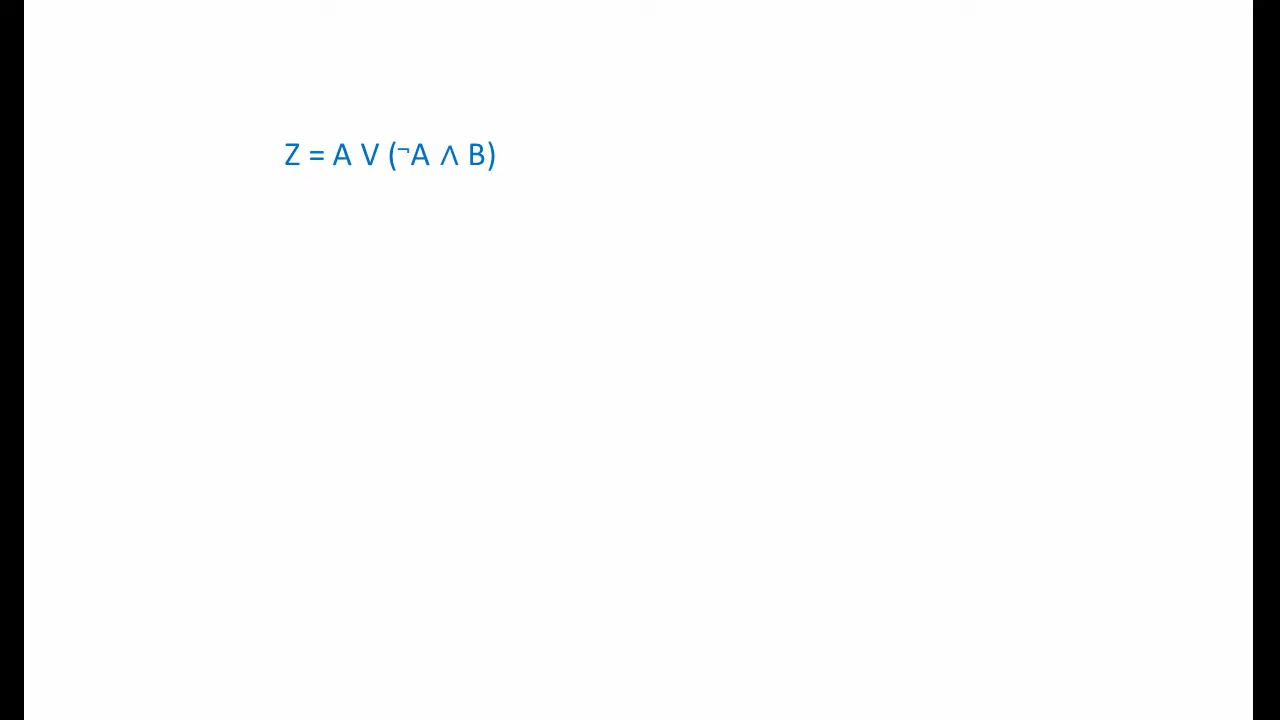 Z = A V (¬A ∧ B)